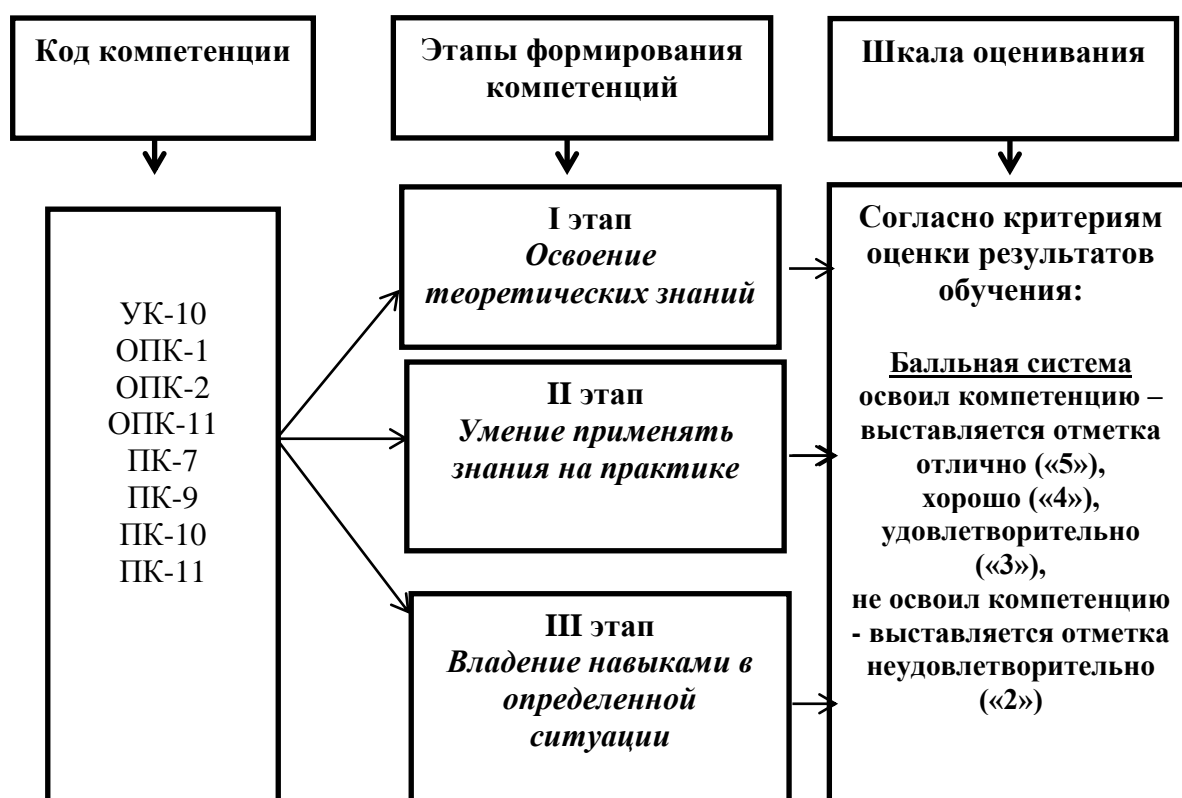 Код компетенции
Этапы формирования
компетенций
Шкала оценивания
УК-10
ОПК-1
ОПК-2
ОПК-11
ПК-7
ПК-9
ПК-10
ПК-11
I этап
Освоение
теоретических знаний
II этап
Умение применять
знания на практике
III этап
Владение навыками в
определенной
ситуации
Согласно критериям
оценки результатов
обучения:
Балльная система
освоил компетенцию –
выставляется отметка
отлично («5»),
хорошо («4»),
удовлетворительно
(«3»),
не освоил компетенцию
- выставляется отметка
неудовлетворительно
(«2»)